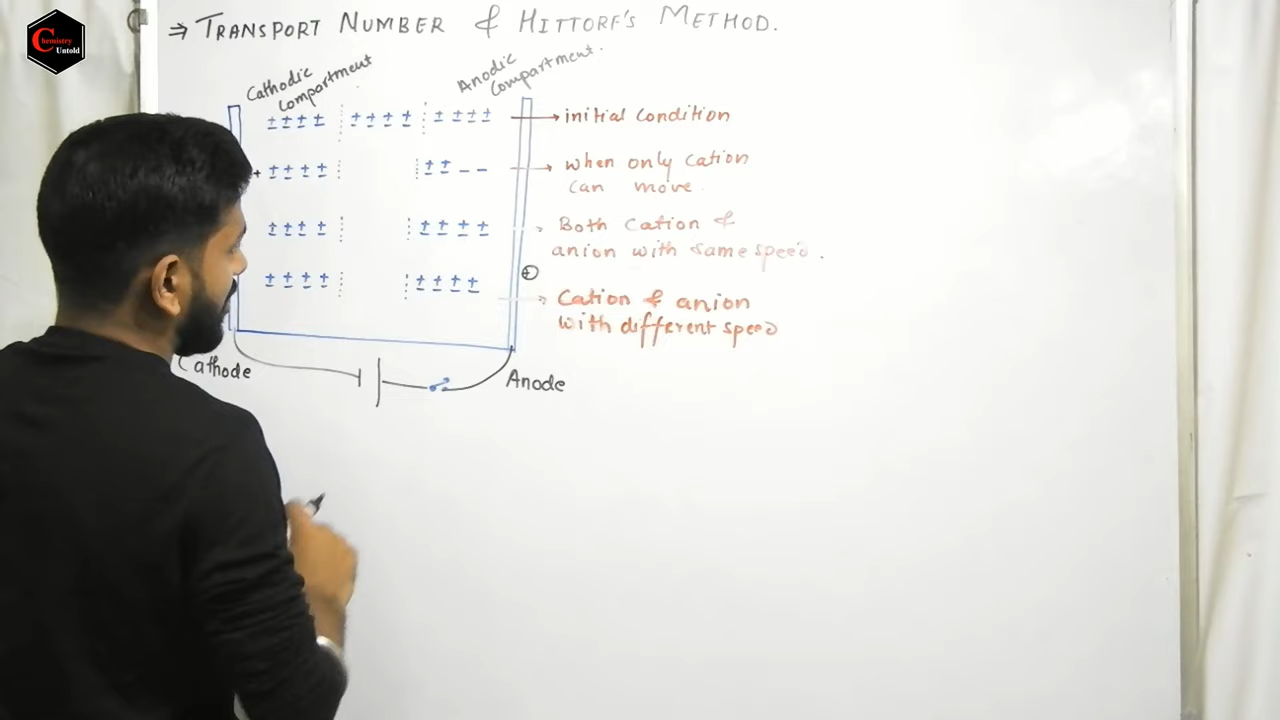 Chemistry
Untold
⇒ TRANSPORT NUMBER & HITTORF'S METHOD.
Cathodic
Compartment
Anodic
Compartment.
± ± ± ± ± ± ± ± ± ± ± ± → initial condition
+ ± ± ± ± ± ± − − → when only cation
can move.
± ± ± ± ± ± ± ± → Both Cation &
anion with same speed.
⊕
± ± ± ± ± ± ± ± → Cation & anion
with different speed
Cathode
Anode